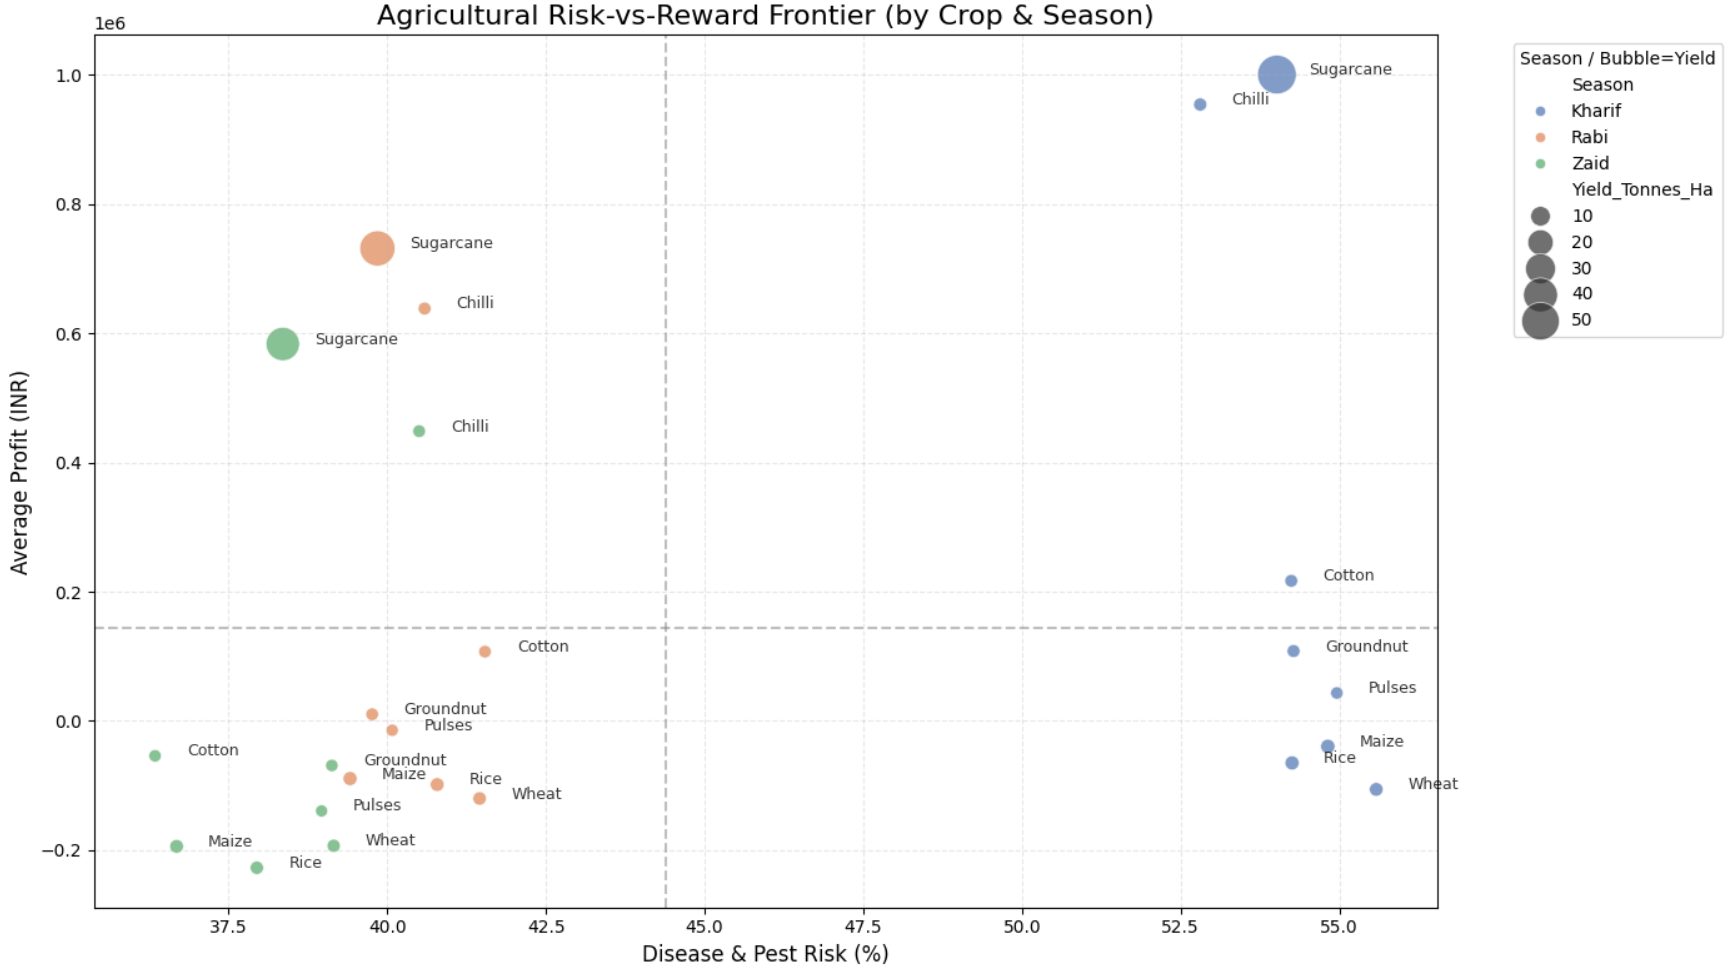 Agricultural Risk-vs-Reward Frontier (by Crop & Season)
1e6
1.0
0.8
0.6
0.4
0.2
0.0
−0.2
Average Profit (INR)
Sugarcane
Chilli
Sugarcane
Chilli
Sugarcane
Chilli
Cotton
Cotton
Groundnut
Pulses
Groundnut
Pulses
Maize
Cotton
Rice
Groundnut
Maize
Rice
Wheat
Wheat
Pulses
Maize
Wheat
Rice
37.5
40.0
42.5
45.0
47.5
50.0
52.5
55.0
Disease & Pest Risk (%)
Season / Bubble=Yield
Season
Kharif
Rabi
Zaid
Yield_Tonnes_Ha
10
20
30
40
50